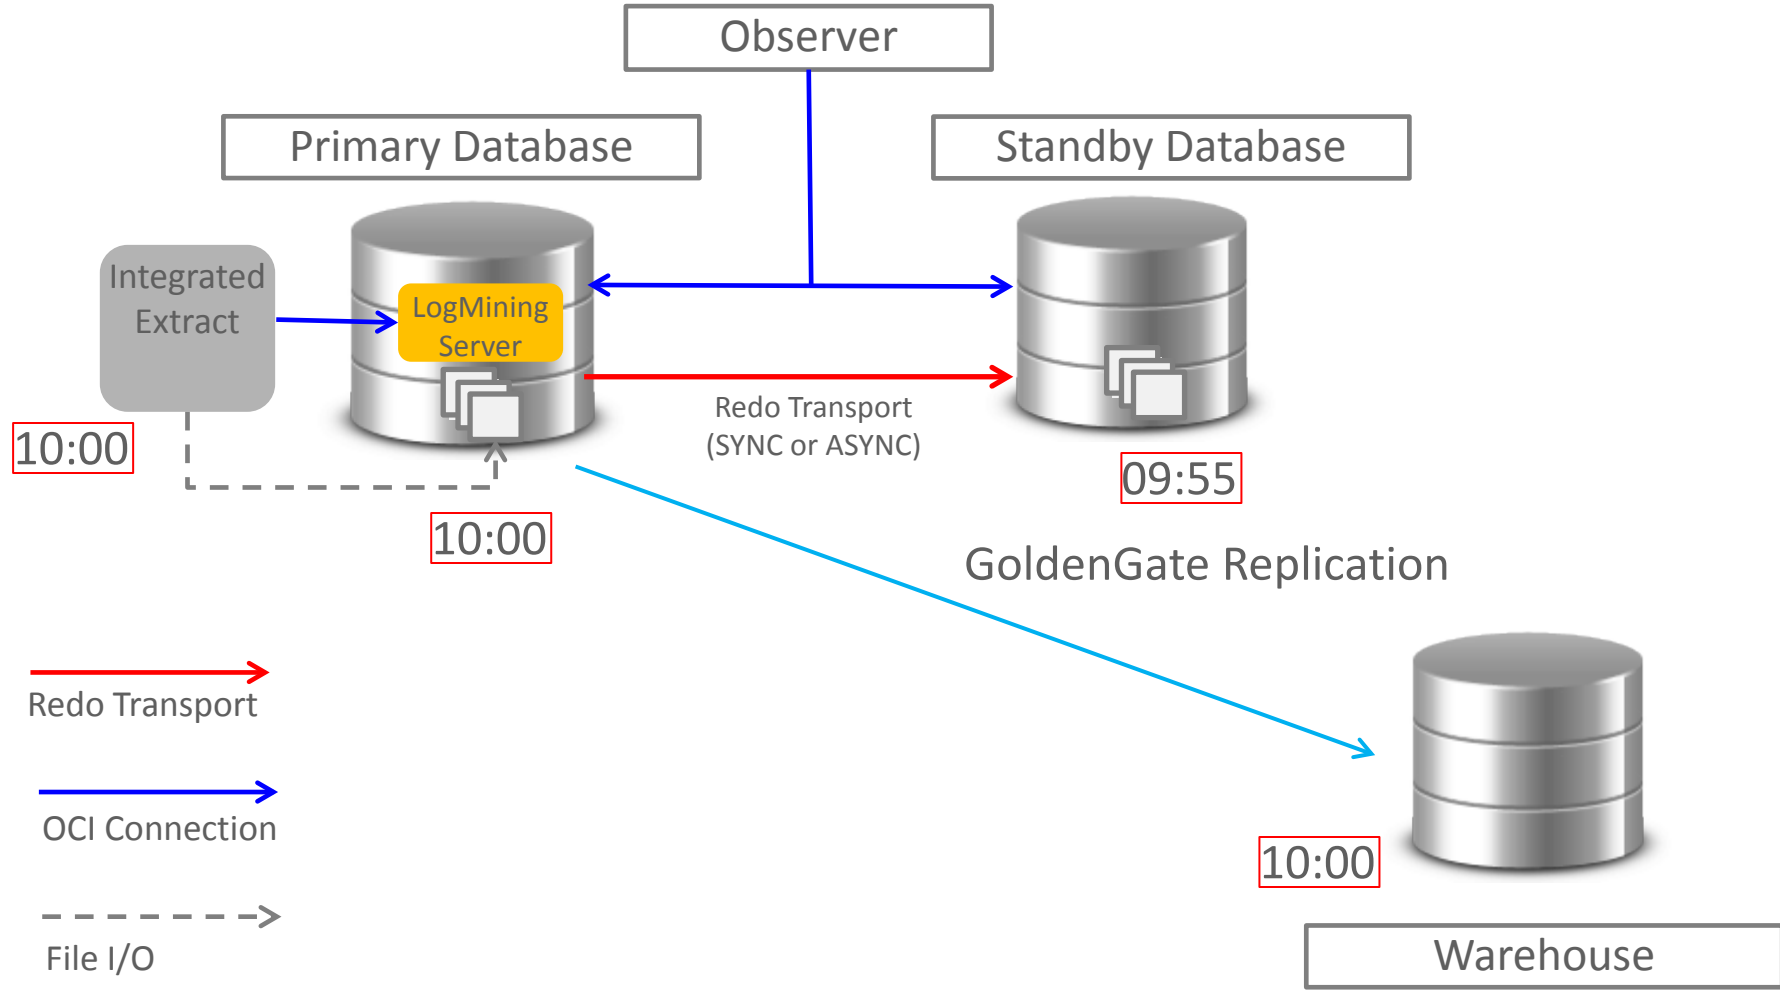 Observer
Primary Database
Standby Database
Integrated
Extract
LogMining
Server
Redo Transport
(SYNC or ASYNC)
10:00
09:55
10:00
GoldenGate Replication
Redo Transport
OCI Connection
10:00
File I/O
Warehouse